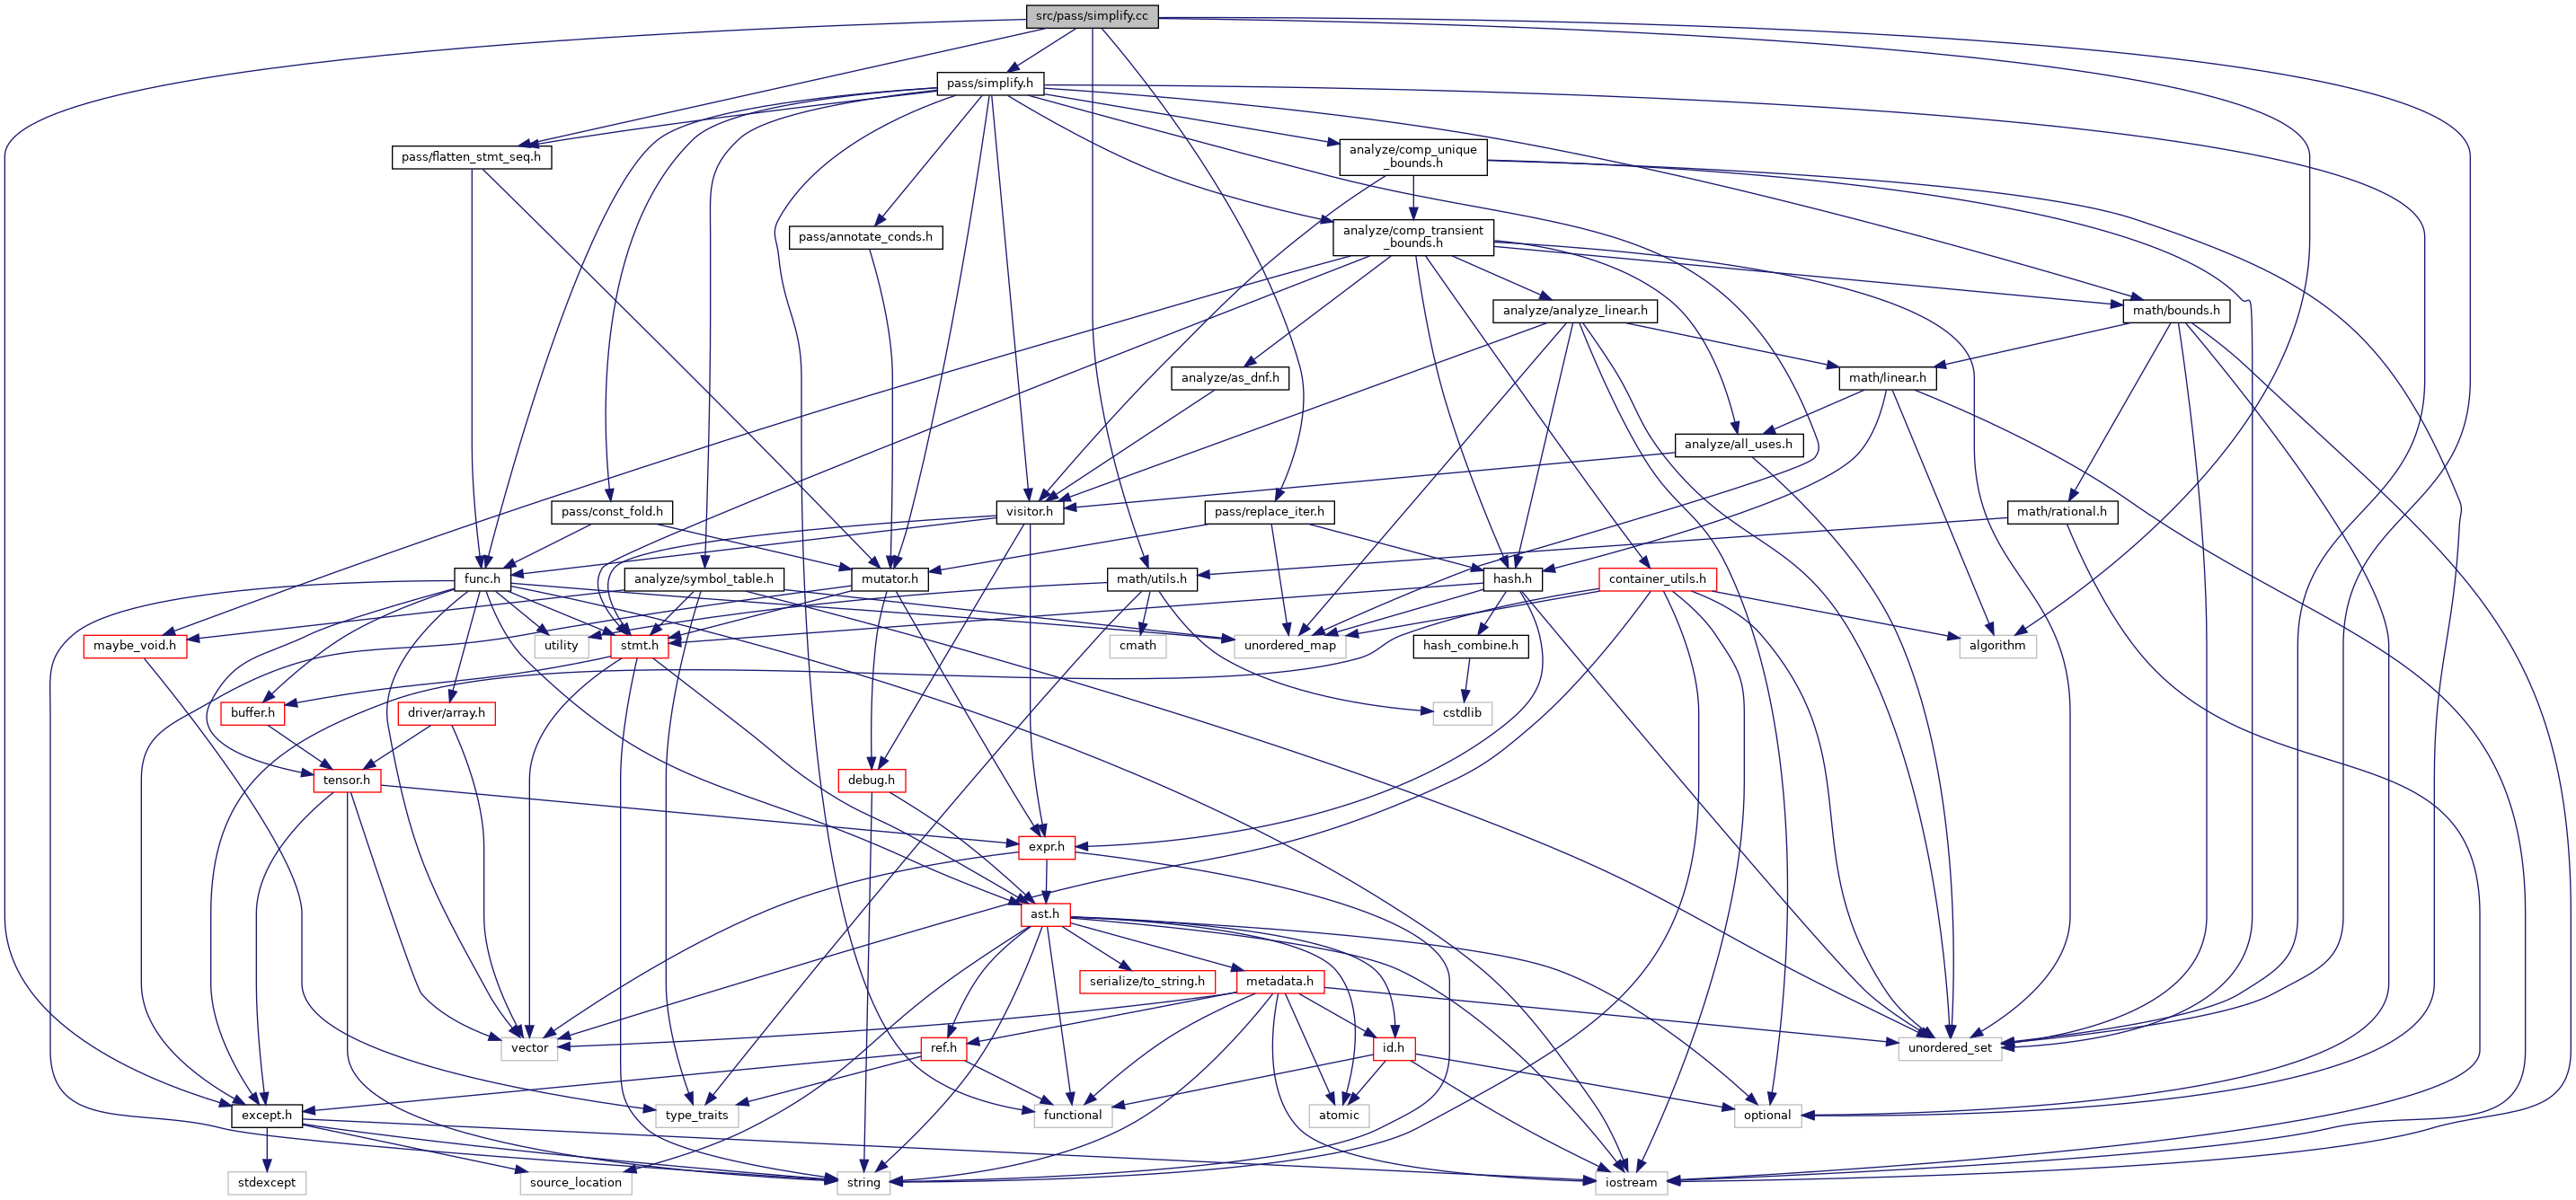 src/pass/simplify.cc
pass/simplify.h
pass/flatten_stmt_seq.h
analyze/comp_unique
_bounds.h
pass/annotate_conds.h
analyze/comp_transient
_bounds.h
analyze/analyze_linear.h
math/bounds.h
analyze/as_dnf.h
math/linear.h
analyze/all_uses.h
pass/const_fold.h
visitor.h
pass/replace_iter.h
math/rational.h
func.h
analyze/symbol_table.h
mutator.h
math/utils.h
hash.h
container_utils.h
maybe_void.h
utility
stmt.h
cmath
unordered_map
hash_combine.h
algorithm
buffer.h
driver/array.h
cstdlib
tensor.h
debug.h
expr.h
ast.h
serialize/to_string.h
metadata.h
vector
ref.h
id.h
unordered_set
except.h
type_traits
functional
atomic
optional
stdexcept
source_location
string
iostream